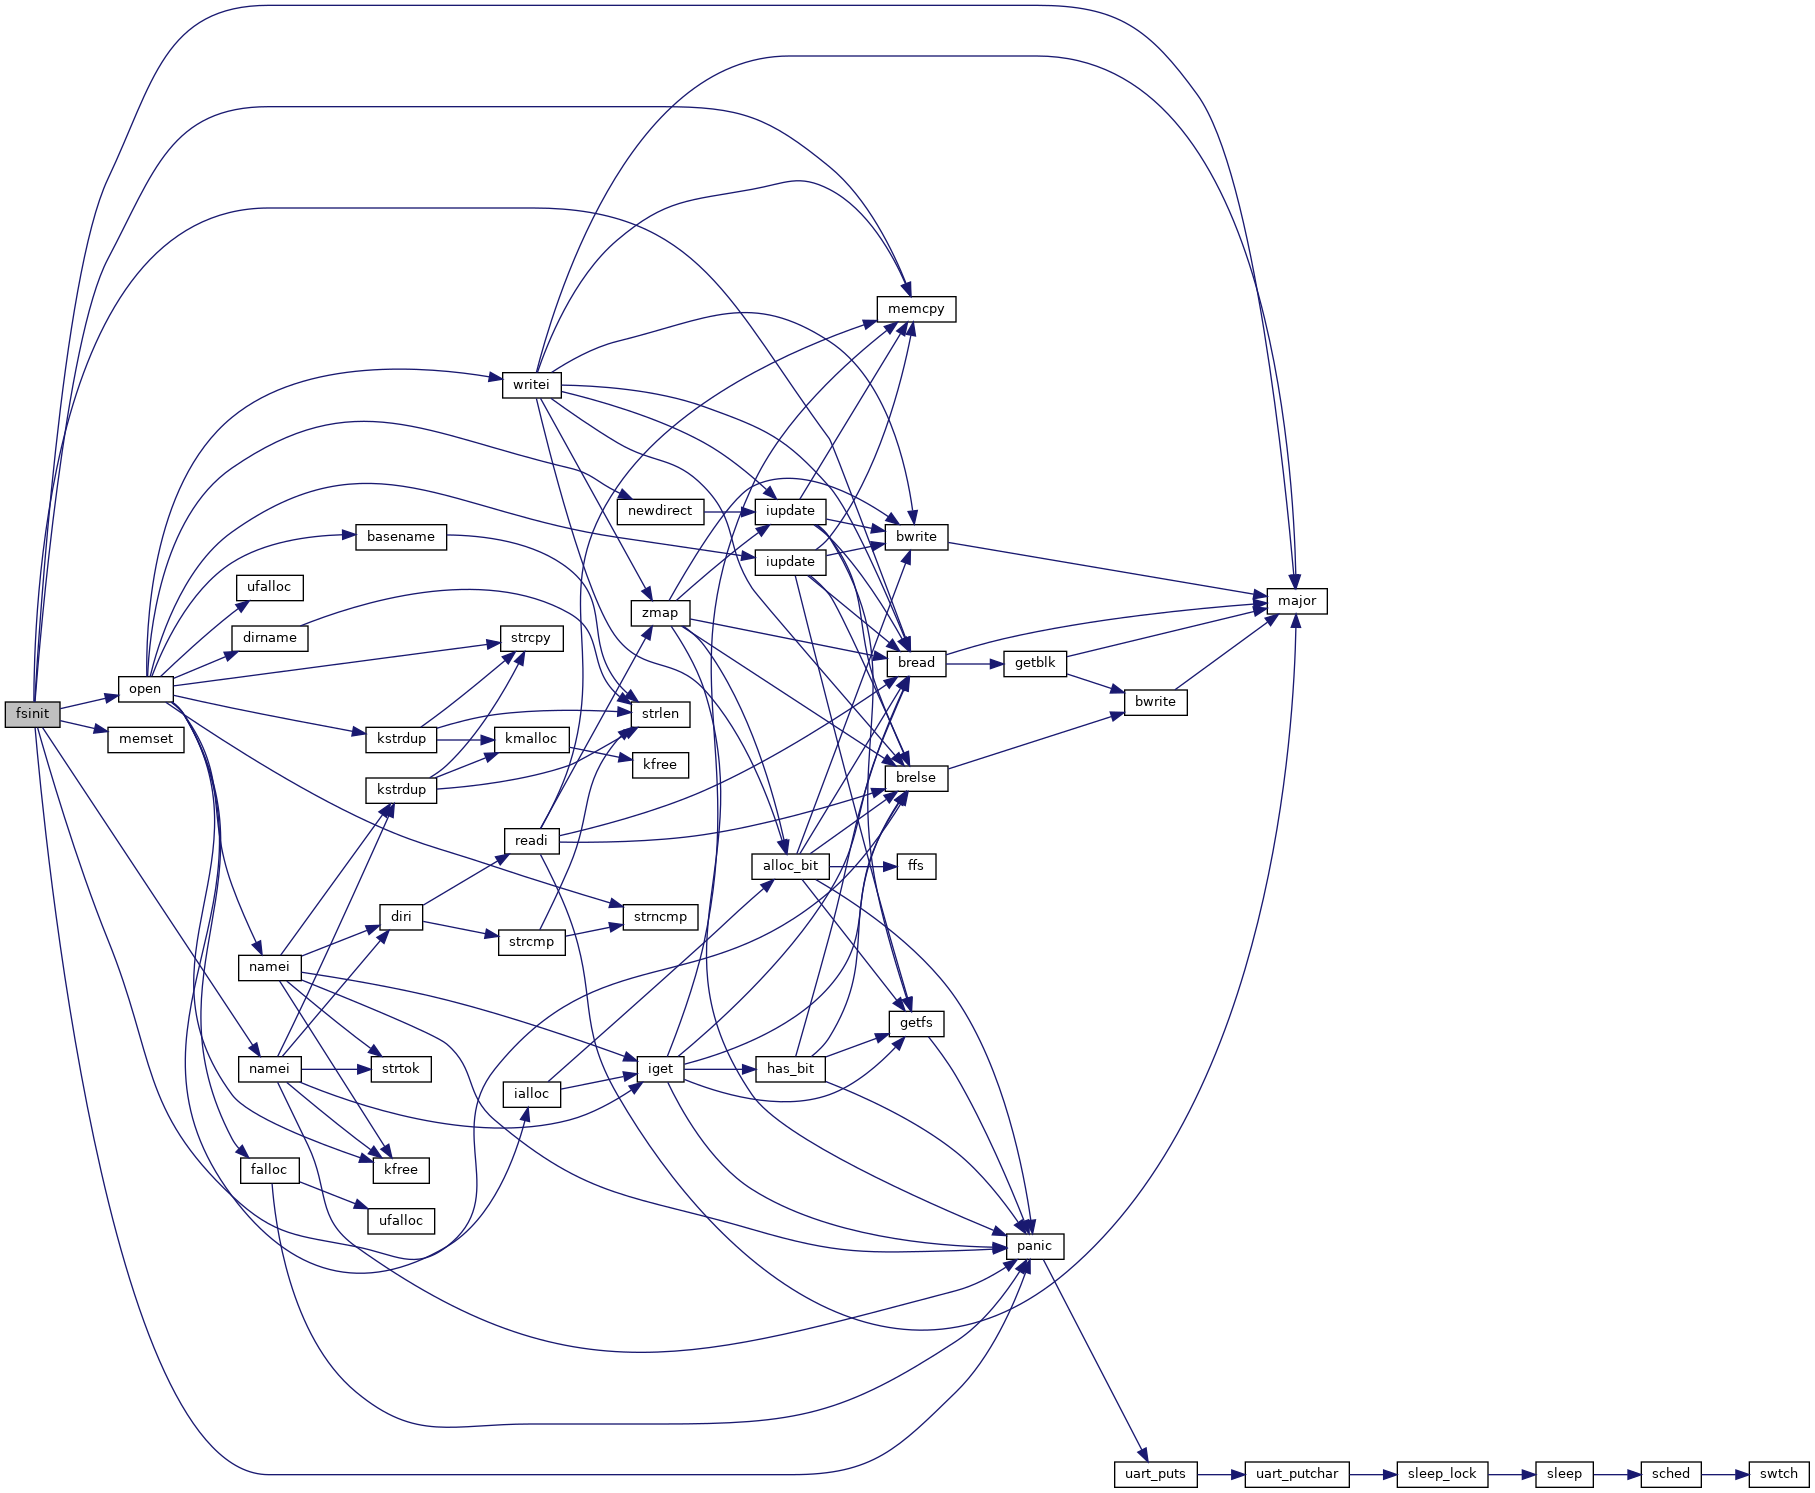 fsinit
open
memset
ufalloc
dirname
namei
namei
falloc
basename
kstrdup
kstrdup
diri
strtok
kfree
ufalloc
writei
strcpy
kmalloc
readi
strcmp
ialloc
newdirect
zmap
strlen
kfree
strncmp
iget
iupdate
iupdate
alloc_bit
has_bit
memcpy
bwrite
bread
brelse
ffs
getfs
getblk
panic
bwrite
uart_puts
major
uart_putchar
sleep_lock
sleep
sched
swtch